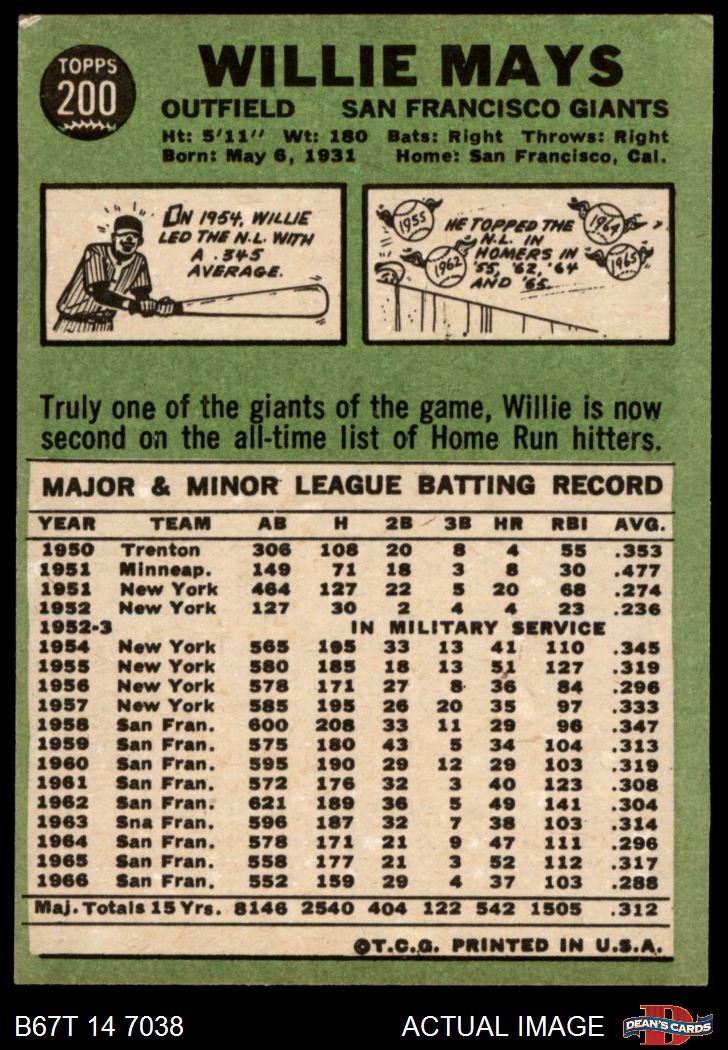 TOPPS
200
WILLIE MAYS
OUTFIELD SAN FRANCISCO GIANTS
Ht: 5'11" Wt: 180 Bats: Right Throws: Right
Born: May 6, 1931 Home: San Francisco, Cal.
IN 1954, WILLIE
LED THE N.L. WITH
A .345
AVERAGE.
1955
1964
1962
1965
HE TOPPED THE
N.L. IN
HOMERS IN
'55, '62, '64
AND '65.
Truly one of the giants of the game, Willie is now
second on the all-time list of Home Run hitters.
MAJOR & MINOR LEAGUE BATTING RECORD
YEAR TEAM AB H 2B 3B HR RBI AVG.
1950 Trenton 306 108 20 8 4 55 .353
1951 Minneap. 149 71 18 3 8 30 .477
1951 New York 464 127 22 5 20 68 .274
1952 New York 127 30 2 4 4 23 .236
1952-3 IN MILITARY SERVICE
1954 New York 565 195 33 13 41 110 .345
1955 New York 580 185 18 13 51 127 .319
1956 New York 578 171 27 8 36 84 .296
1957 New York 585 195 26 20 35 97 .333
1958 San Fran. 600 208 33 11 29 96 .347
1959 San Fran. 575 180 43 5 34 104 .313
1960 San Fran. 595 190 29 12 29 103 .319
1961 San Fran. 572 176 32 3 40 123 .308
1962 San Fran. 621 189 36 5 49 141 .304
1963 Sna Fran. 596 187 32 7 38 103 .314
1964 San Fran. 578 171 21 9 47 111 .296
1965 San Fran. 558 177 21 3 52 112 .317
1966 San Fran. 552 159 29 4 37 103 .288
Maj. Totals 15 Yrs. 8146 2540 404 122 542 1505 .312
©T.C.G. PRINTED IN U.S.A.
B67T 14 7038 ACTUAL IMAGE
D
DEAN'S CARDS